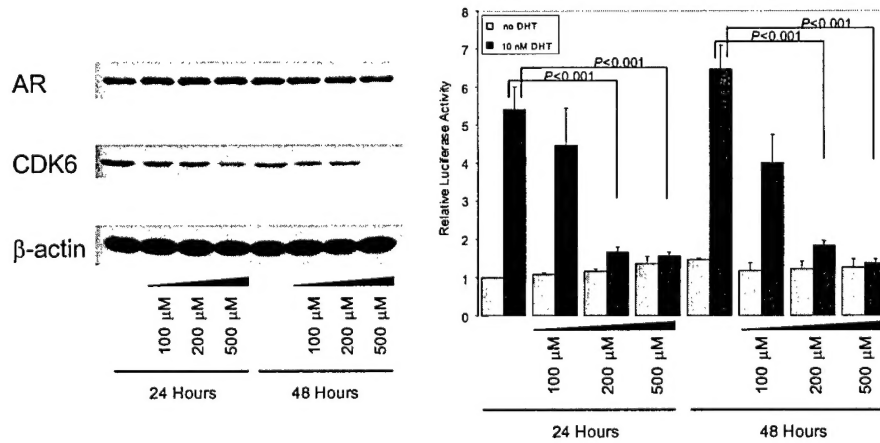 AR
CDK6
β-actin
100 µM
200 µM
500 µM
100 µM
200 µM
500 µM
24 Hours
48 Hours
no DHT
10 nM DHT
P<0.001
P<0.001
P<0.001
P<0.001
Relative Luciferase Activity
8
7
6
5
4
3
2
1
0
100 µM
200 µM
500 µM
100 µM
200 µM
500 µM
24 Hours
48 Hours